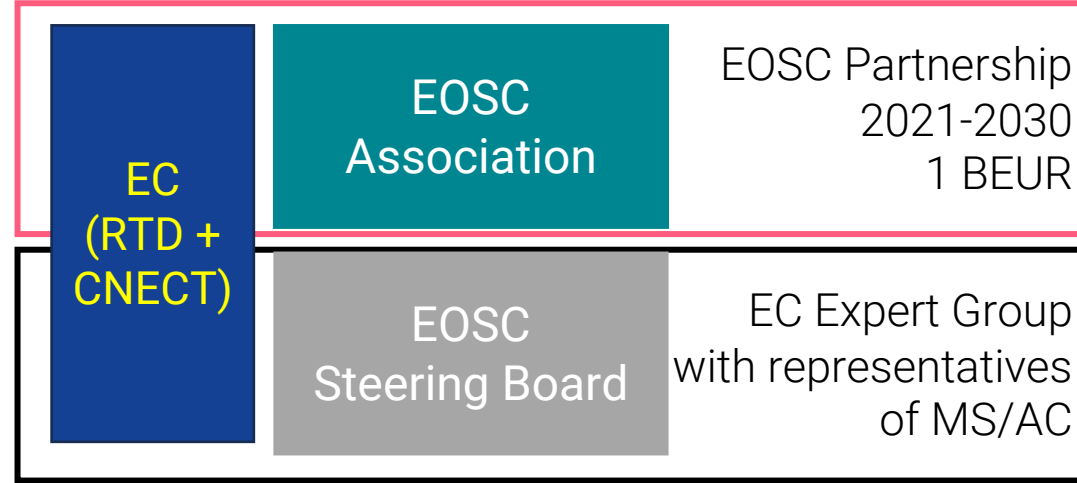 EC
(RTD +
CNECT)
EOSC
Association
EOSC Partnership
2021-2030
1 BEUR
EOSC
Steering Board
EC Expert Group
with representatives
of MS/AC